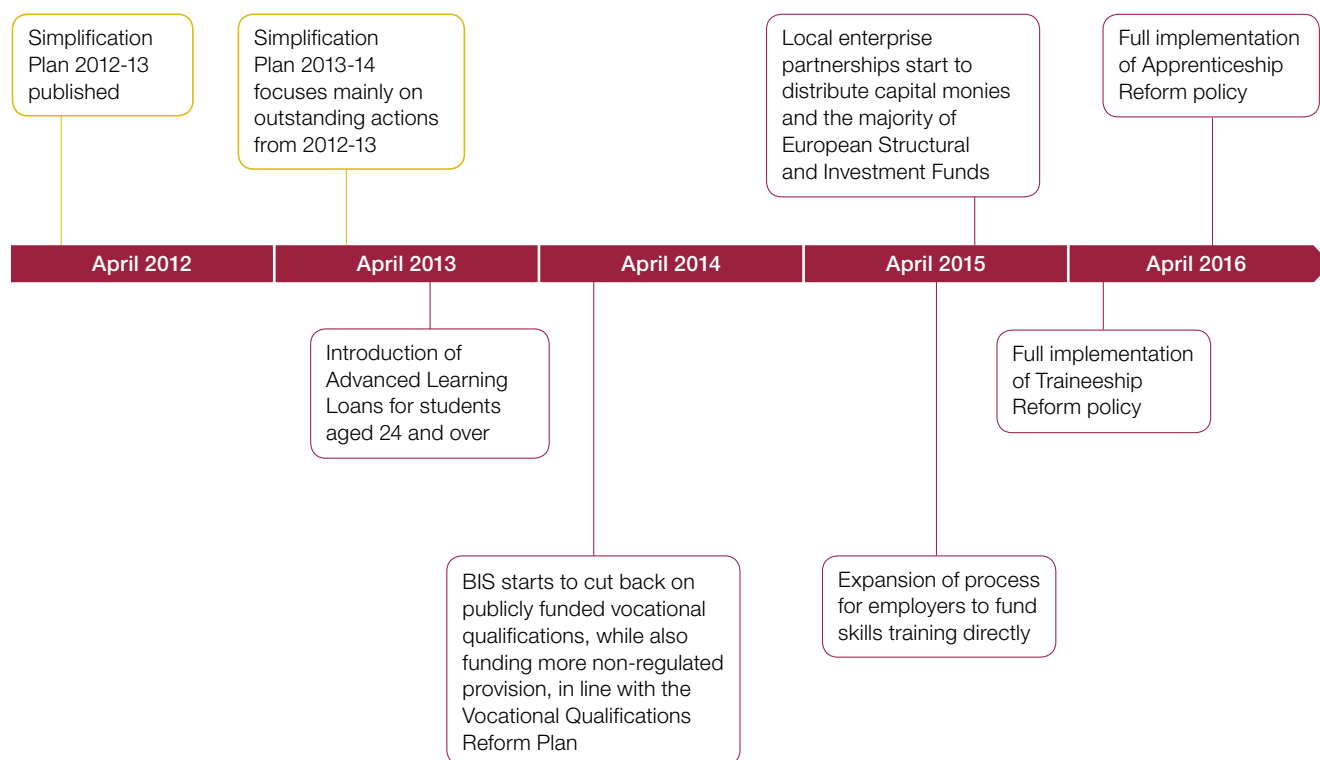 Simplification
Plan 2012-13
published
Simplification
Plan 2013-14
focuses mainly on
outstanding actions
from 2012-13
Local enterprise
partnerships start to
distribute capital monies
and the majority of
European Structural
and Investment Funds
Full implementation
of Apprenticeship
Reform policy
April 2012
April 2013
April 2014
April 2015
April 2016
Introduction of
Advanced Learning
Loans for students
aged 24 and over
Full implementation
of Traineeship
Reform policy
BIS starts to cut back on
publicly funded vocational
qualifications, while also
funding more non-regulated
provision, in line with the
Vocational Qualifications
Reform Plan
Expansion of process
for employers to fund
skills training directly